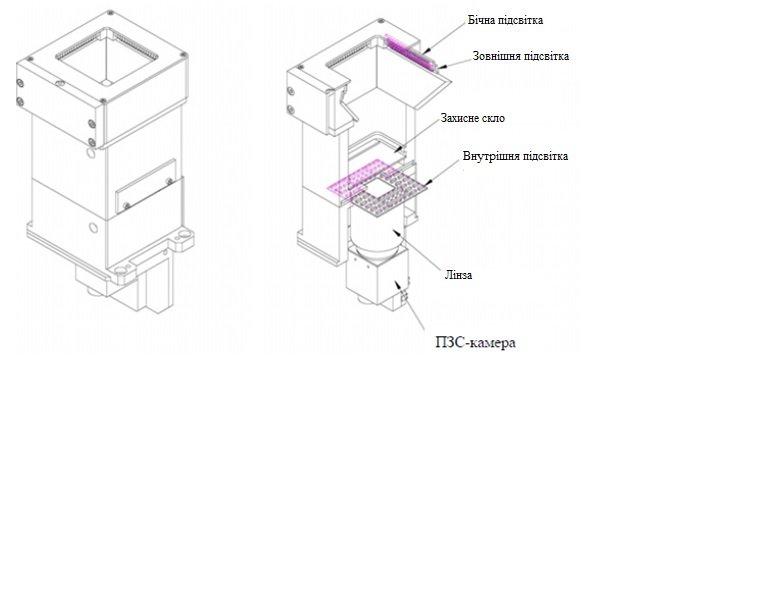 Бічна підсвітка
Зовнішня підсвітка
Захисне скло
Внутрішня підсвітка
Лінза
ПЗС-камера